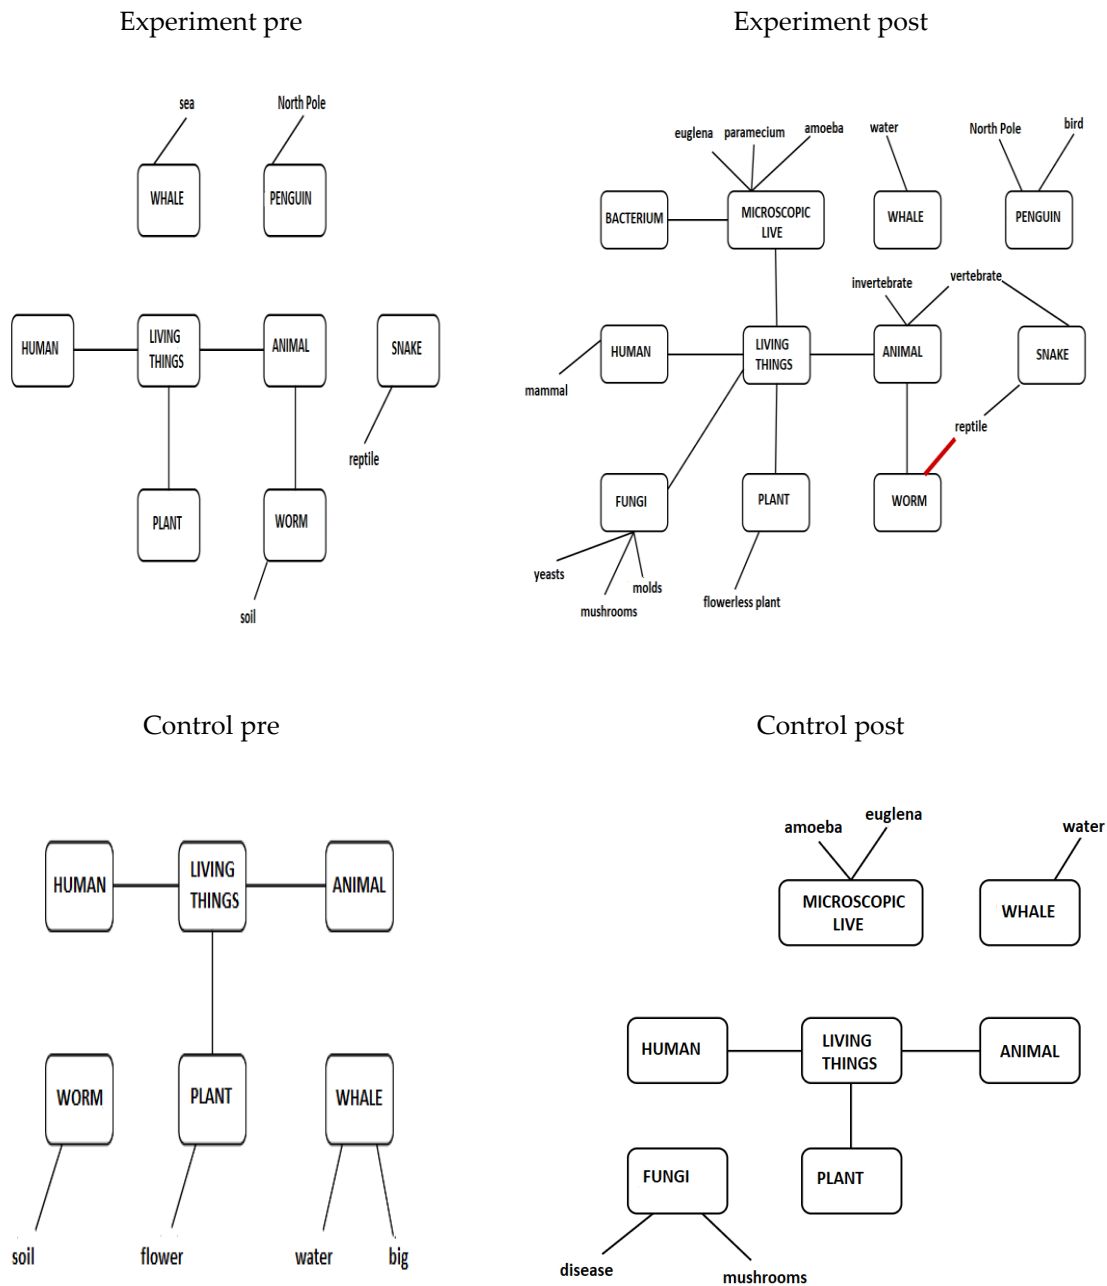 Experiment pre
sea
North Pole
WHALE
PENGUIN
HUMAN
LIVING
THINGS
ANIMAL
SNAKE
reptile
PLANT
WORM
soil
Experiment post
euglena
paramecium
amoeba
water
North Pole
bird
BACTERIUM
MICROSCOPIC
LIVE
WHALE
PENGUIN
invertebrate
vertebrate
HUMAN
LIVING
THINGS
ANIMAL
SNAKE
mammal
reptile
FUNGI
PLANT
WORM
yeasts
mushrooms
molds
flowerless plant
Control pre
HUMAN
LIVING
THINGS
ANIMAL
WORM
PLANT
WHALE
soil
flower
water
big
Control post
amoeba
euglena
water
MICROSCOPIC
LIVE
WHALE
HUMAN
LIVING
THINGS
ANIMAL
FUNGI
PLANT
disease
mushrooms